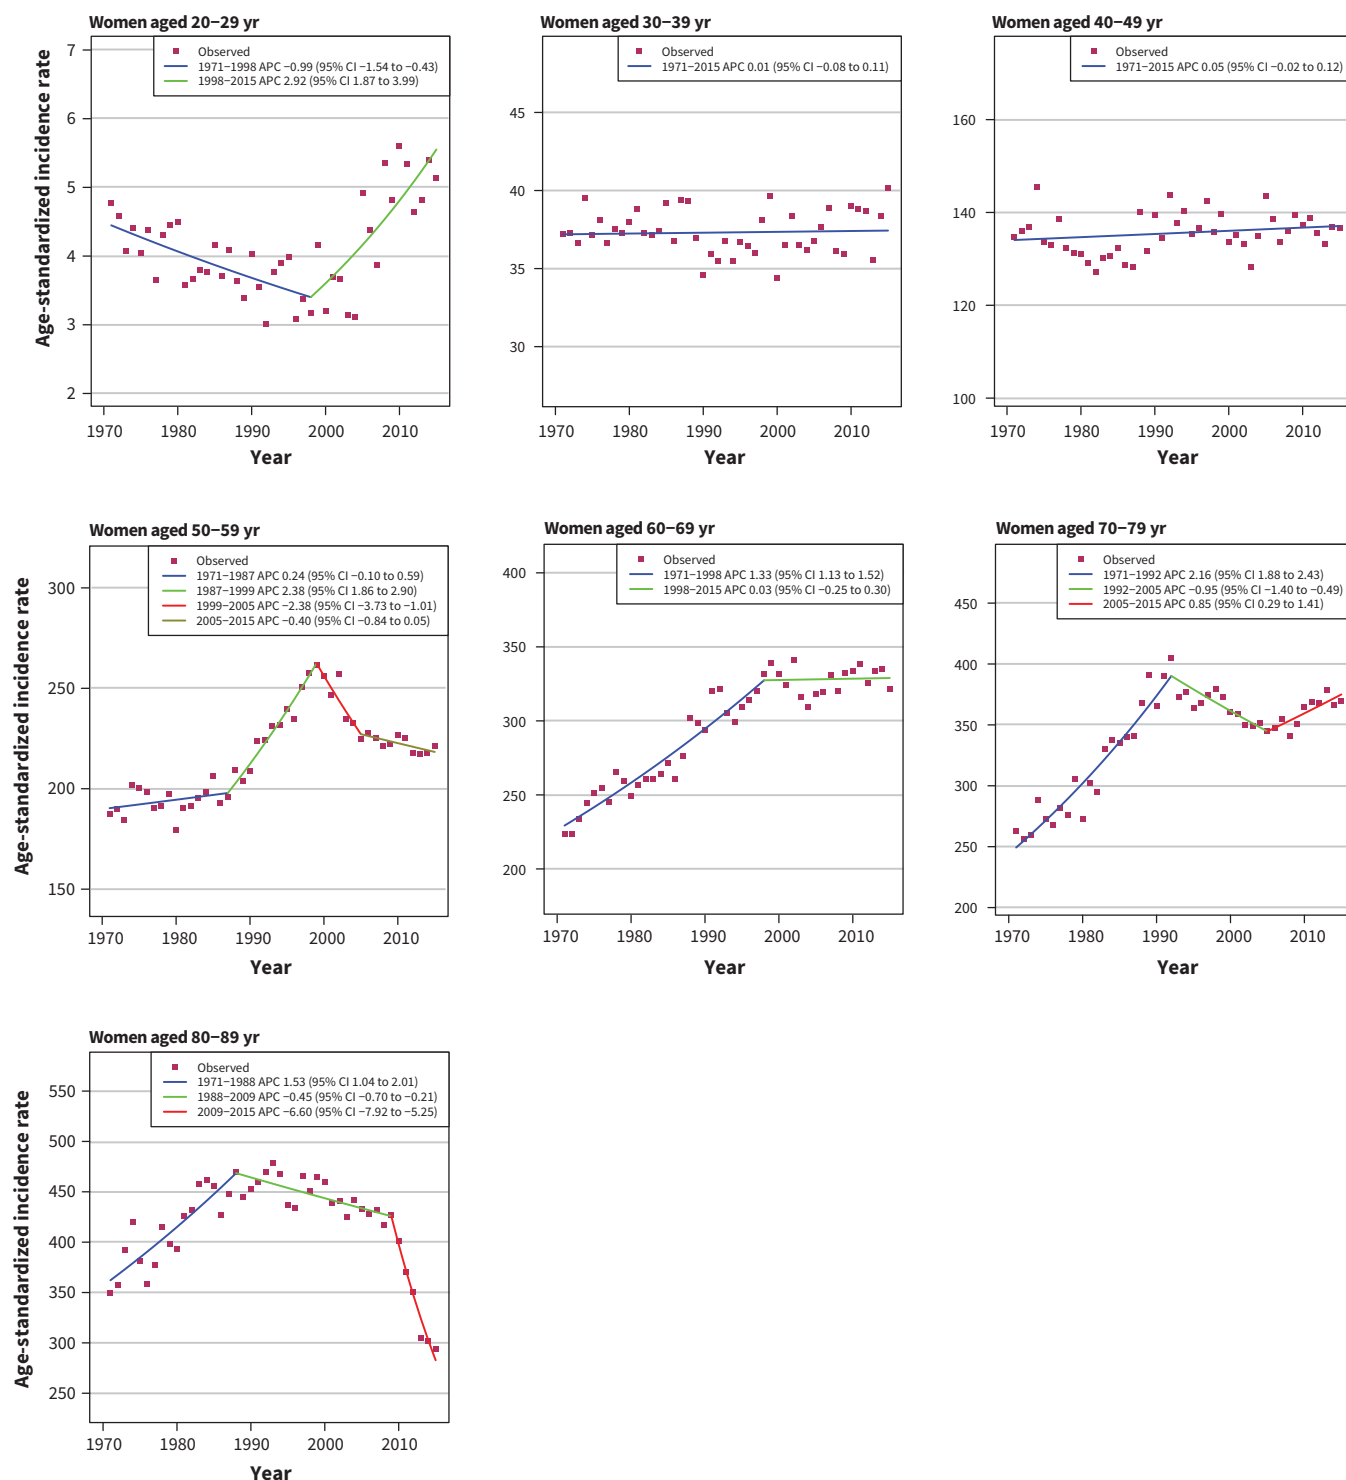 Women aged 20−29 yr
Age-standardized incidence rate
7
6
5
4
3
2
Observed
1971−1998 APC −0.99 (95% CI −1.54 to −0.43)
1998−2015 APC 2.92 (95% CI 1.87 to 3.99)
1970 1980 1990 2000 2010
Year
Women aged 30−39 yr
45
40
35
30
Observed
1971−2015 APC 0.01 (95% CI −0.08 to 0.11)
1970 1980 1990 2000 2010
Year
Women aged 40−49 yr
160
140
120
100
Observed
1971−2015 APC 0.05 (95% CI −0.02 to 0.12)
1970 1980 1990 2000 2010
Year
Women aged 50−59 yr
Age-standardized incidence rate
300
250
200
150
Observed
1971−1987 APC 0.24 (95% CI −0.10 to 0.59)
1987−1999 APC 2.38 (95% CI 1.86 to 2.90)
1999−2005 APC −2.38 (95% CI −3.73 to −1.01)
2005−2015 APC −0.40 (95% CI −0.84 to 0.05)
1970 1980 1990 2000 2010
Year
Women aged 60−69 yr
400
350
300
250
200
Observed
1971−1998 APC 1.33 (95% CI 1.13 to 1.52)
1998−2015 APC 0.03 (95% CI −0.25 to 0.30)
1970 1980 1990 2000 2010
Year
Women aged 70−79 yr
450
400
350
300
250
200
Observed
1971−1992 APC 2.16 (95% CI 1.88 to 2.43)
1992−2005 APC −0.95 (95% CI −1.40 to −0.49)
2005−2015 APC 0.85 (95% CI 0.29 to 1.41)
1970 1980 1990 2000 2010
Year
Women aged 80−89 yr
Age-standardized incidence rate
550
500
450
400
350
300
250
Observed
1971−1988 APC 1.53 (95% CI 1.04 to 2.01)
1988−2009 APC −0.45 (95% CI −0.70 to −0.21)
2009−2015 APC −6.60 (95% CI −7.92 to −5.25)
1970 1980 1990 2000 2010
Year